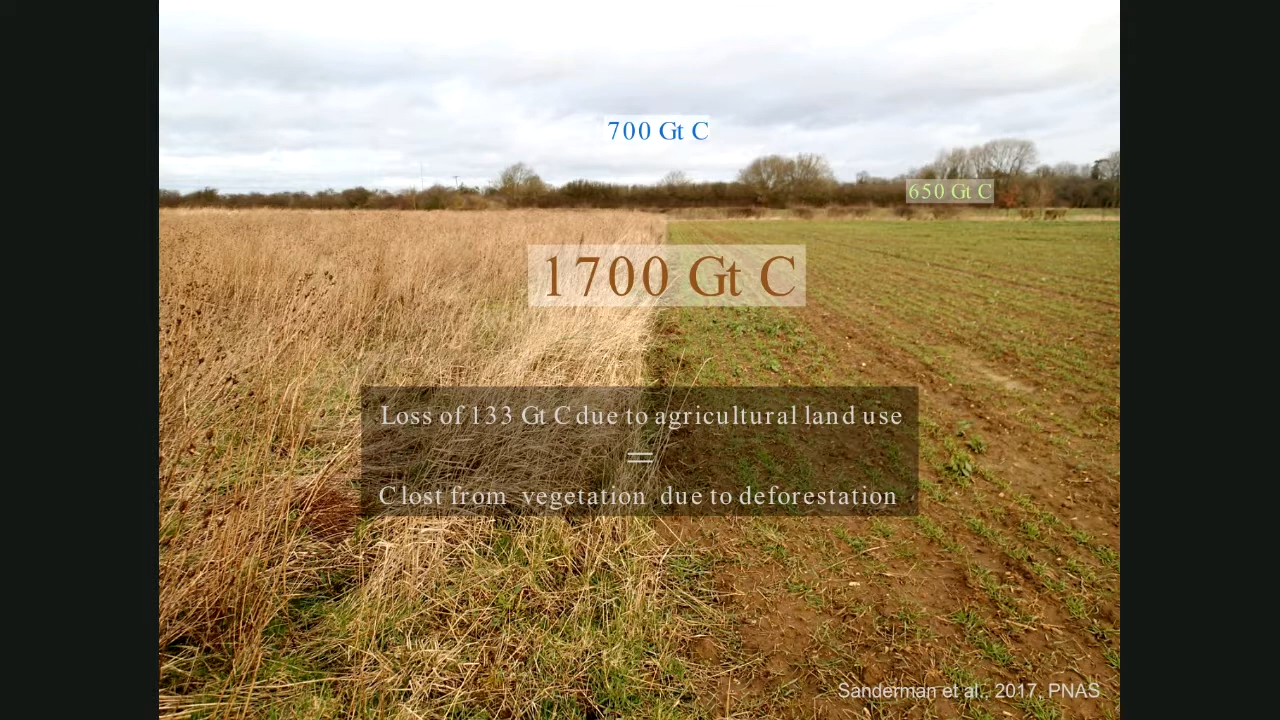 700 Gt C
650 Gt C
1700 Gt C
Loss of 133 Gt C due to agricultural land use
=
C lost from vegetation due to deforestation
Sanderman et al., 2017, PNAS